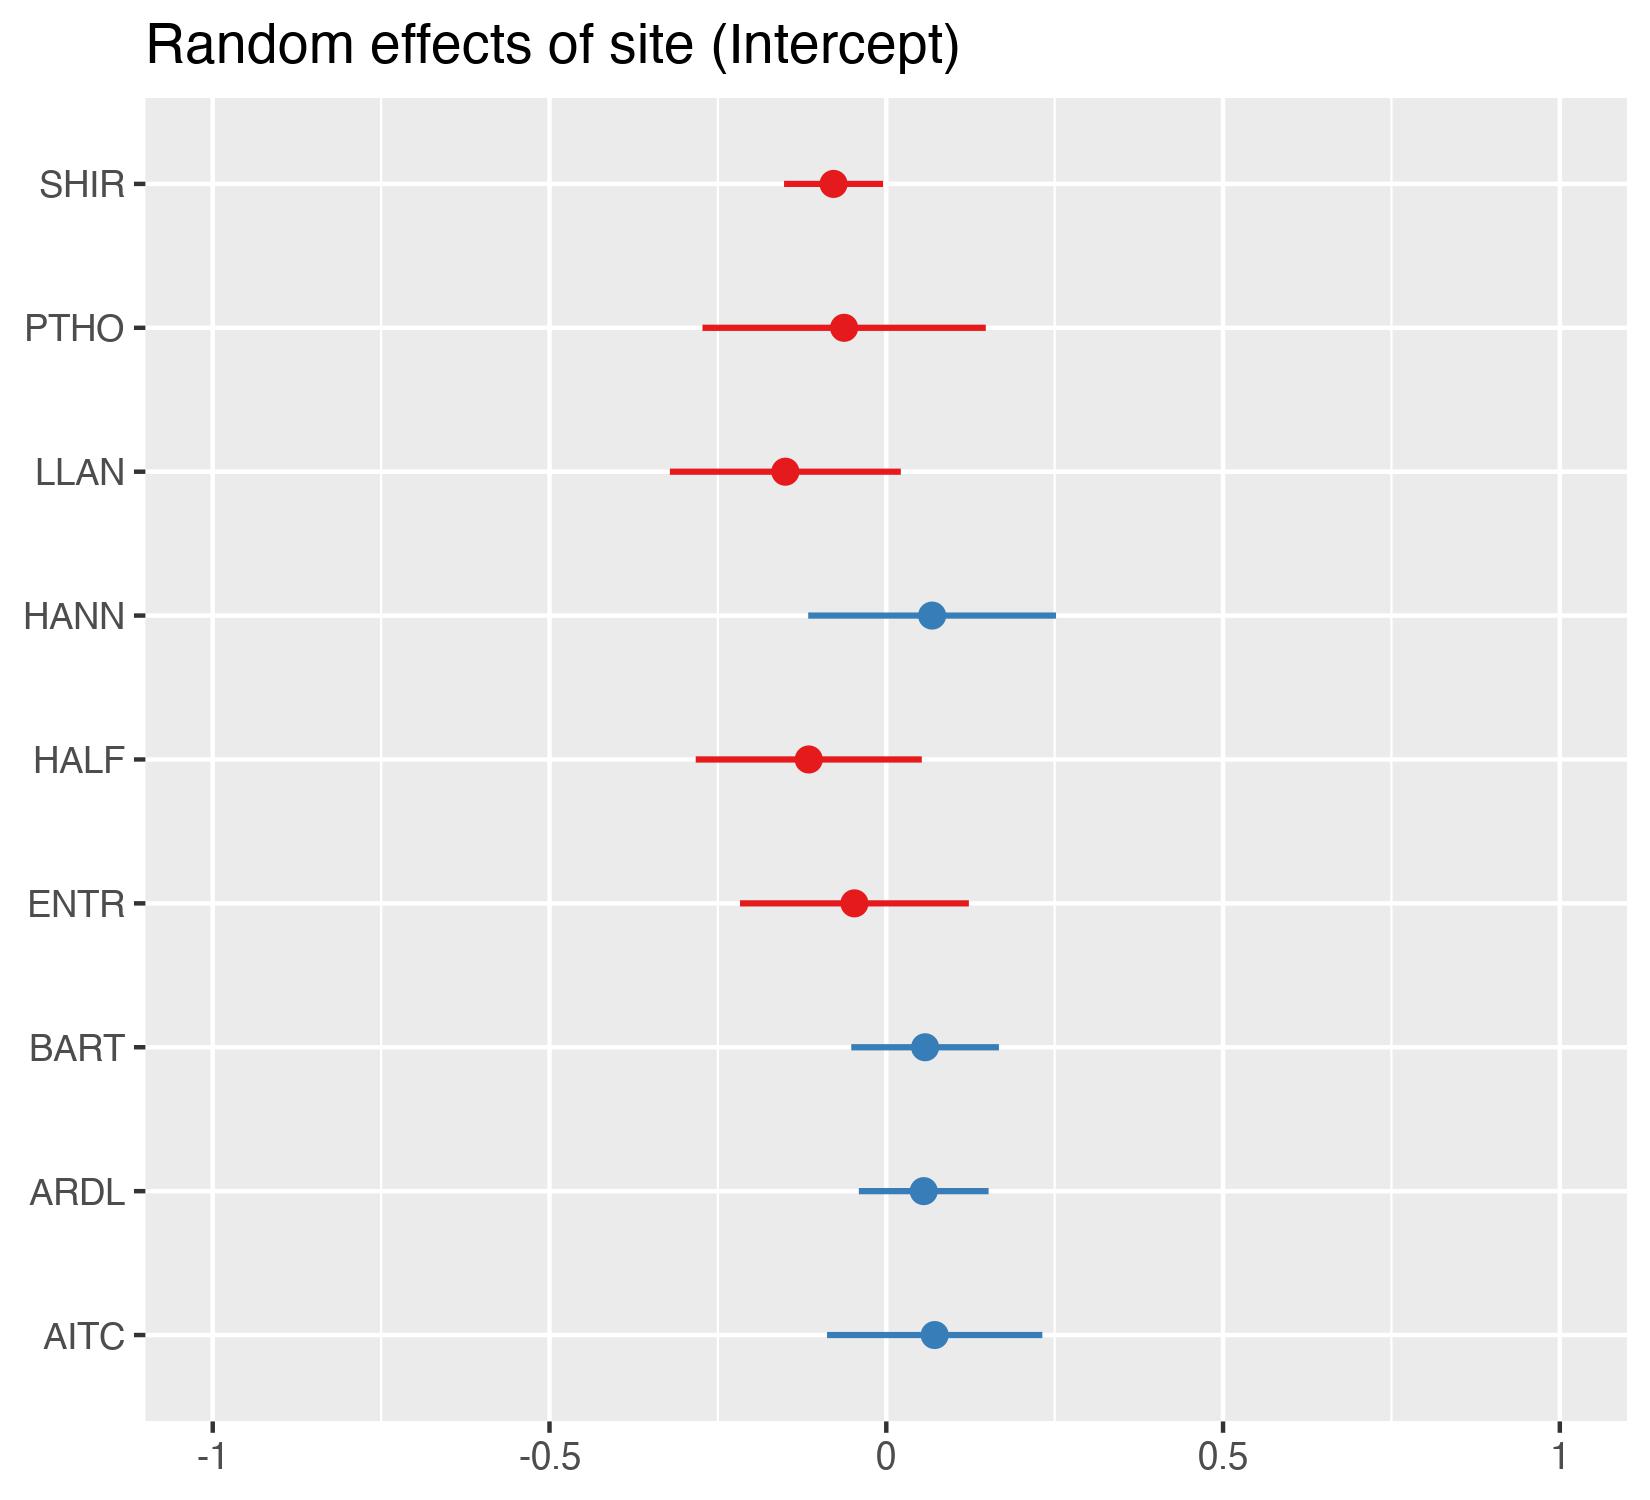 Random effects of site (Intercept)
SHIR
PTHO
LLAN
HANN
HALF
ENTR
BART
ARDL
AITC
-1 -0.5 0 0.5 1